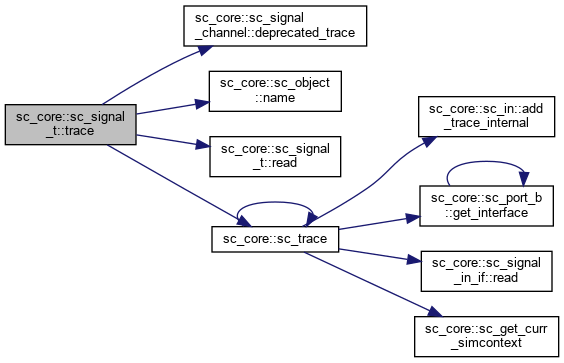 sc_core::sc_signal
_channel::deprecated_trace
sc_core::sc_object
::name
sc_core::sc_signal
_t::trace
sc_core::sc_signal
_t::read
sc_core::sc_trace
sc_core::sc_in::add
_trace_internal
sc_core::sc_port_b
::get_interface
sc_core::sc_signal
_in_if::read
sc_core::sc_get_curr
_simcontext